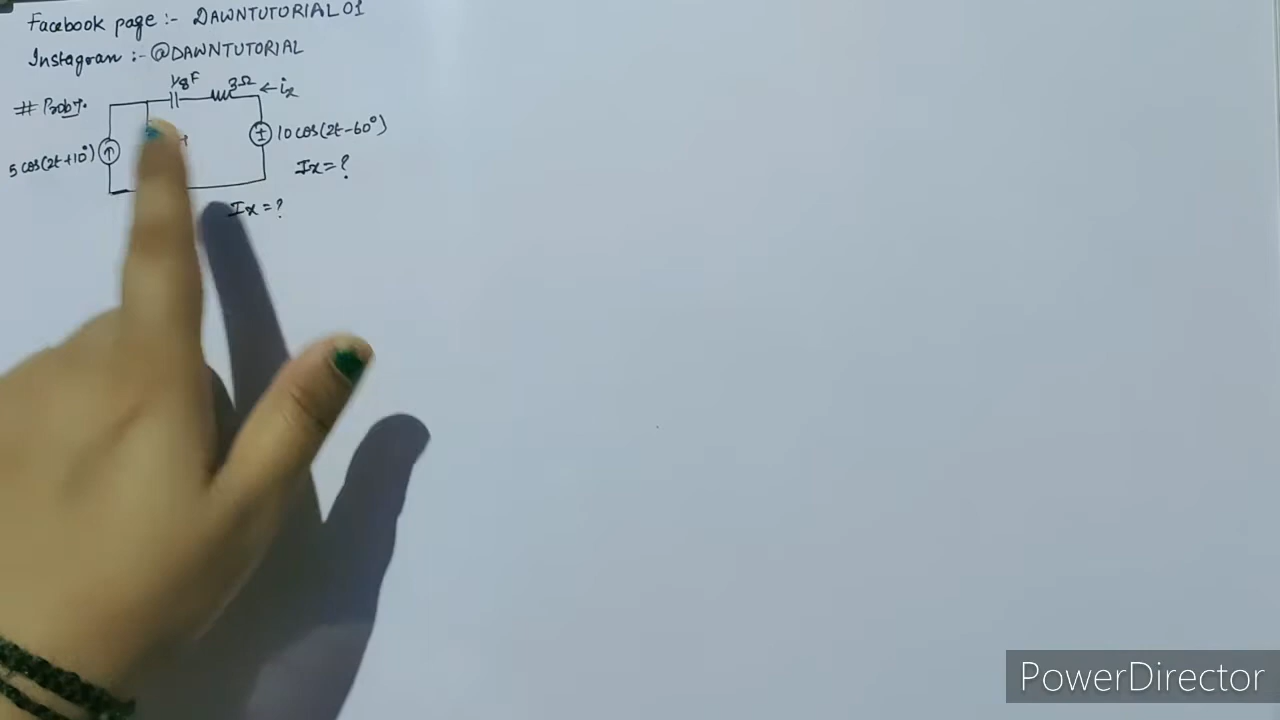 Facebook page :- DAWNTUTORIAL01
Instagram :- @DAWNTUTORIAL
1/8F
3Ω
← ix
# Prob
5 cos(2t+10°)
10 cos(2t-60°)
Ix = ?
Ix = ?
PowerDirector